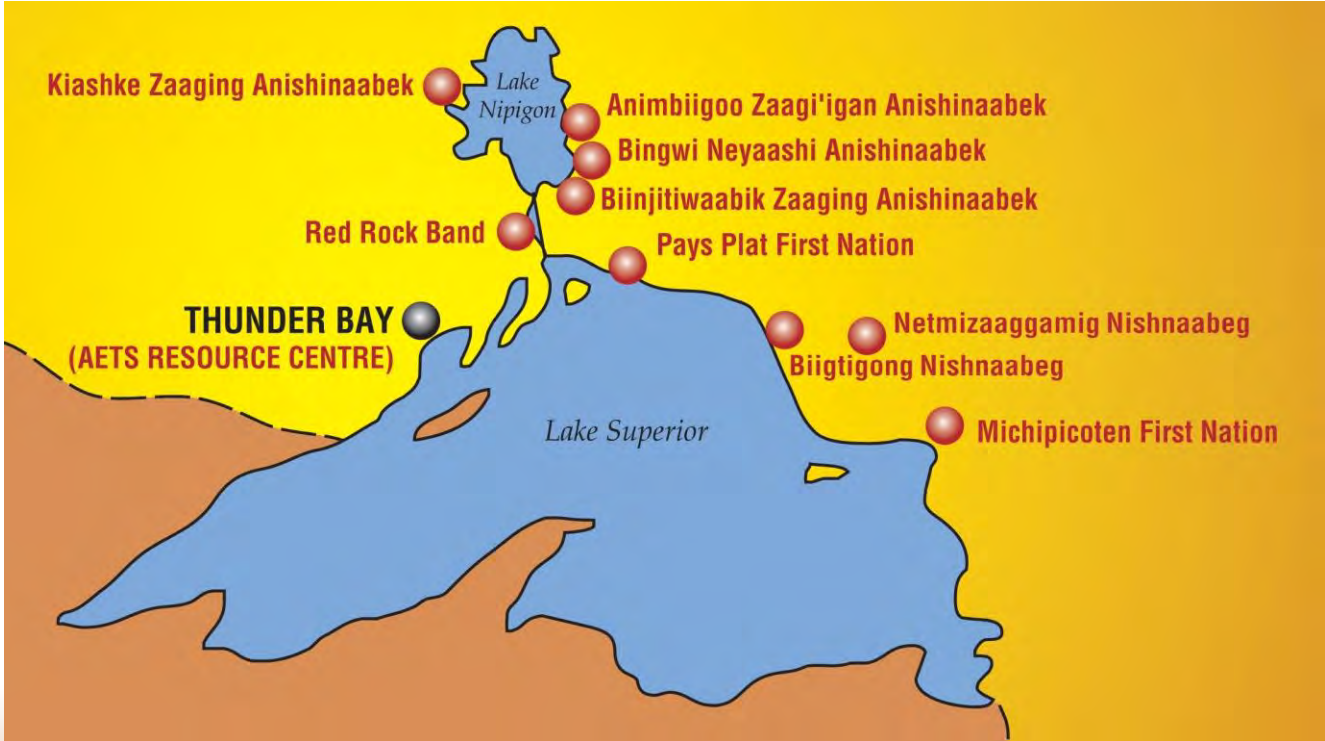 Kiashke Zaaging Anishinaabek
Lake
Nipigon
Animbiigoo Zaagi'igan Anishinaabek
Bingwi Neyaashi Anishinaabek
Biinjitiwaabik Zaaging Anishinaabek
Red Rock Band
Pays Plat First Nation
THUNDER BAY
(AETS RESOURCE CENTRE)
Netmizaaggamig Nishnaabeg
Biigtigong Nishnaabeg
Lake Superior
Michipicoten First Nation